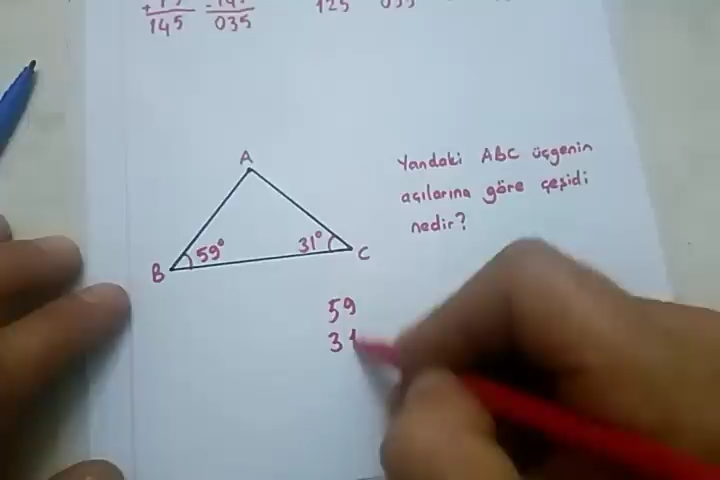 145 035 125
A
Yandaki ABC üçgenin
açılarına göre çeşidi
nedir?
B 59° 31° C
59
31